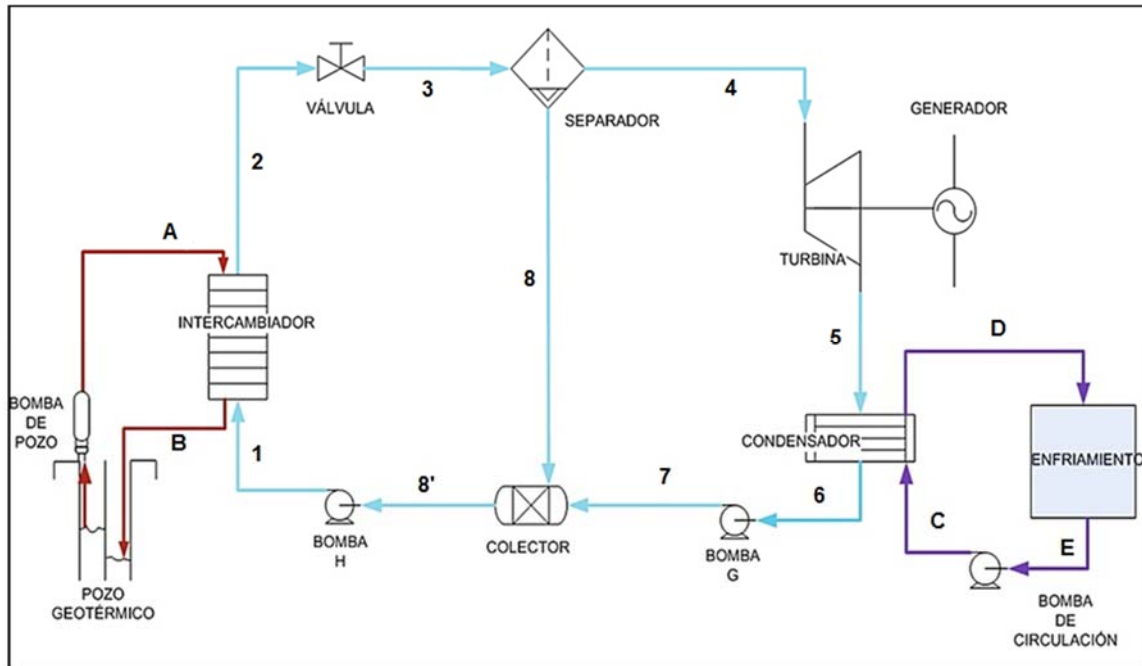 VÁLVULA
3
SEPARADOR
4
GENERADOR
2
A
INTERCAMBIADOR
TURBINA
8
5
D
BOMBA
DE
POZO
B
1
CONDENSADOR
ENFRIAMIENTO
8'
7
6
C
E
BOMBA
H
COLECTOR
BOMBA
G
POZO
GEOTÉRMICO
BOMBA
DE
CIRCULACIÓN